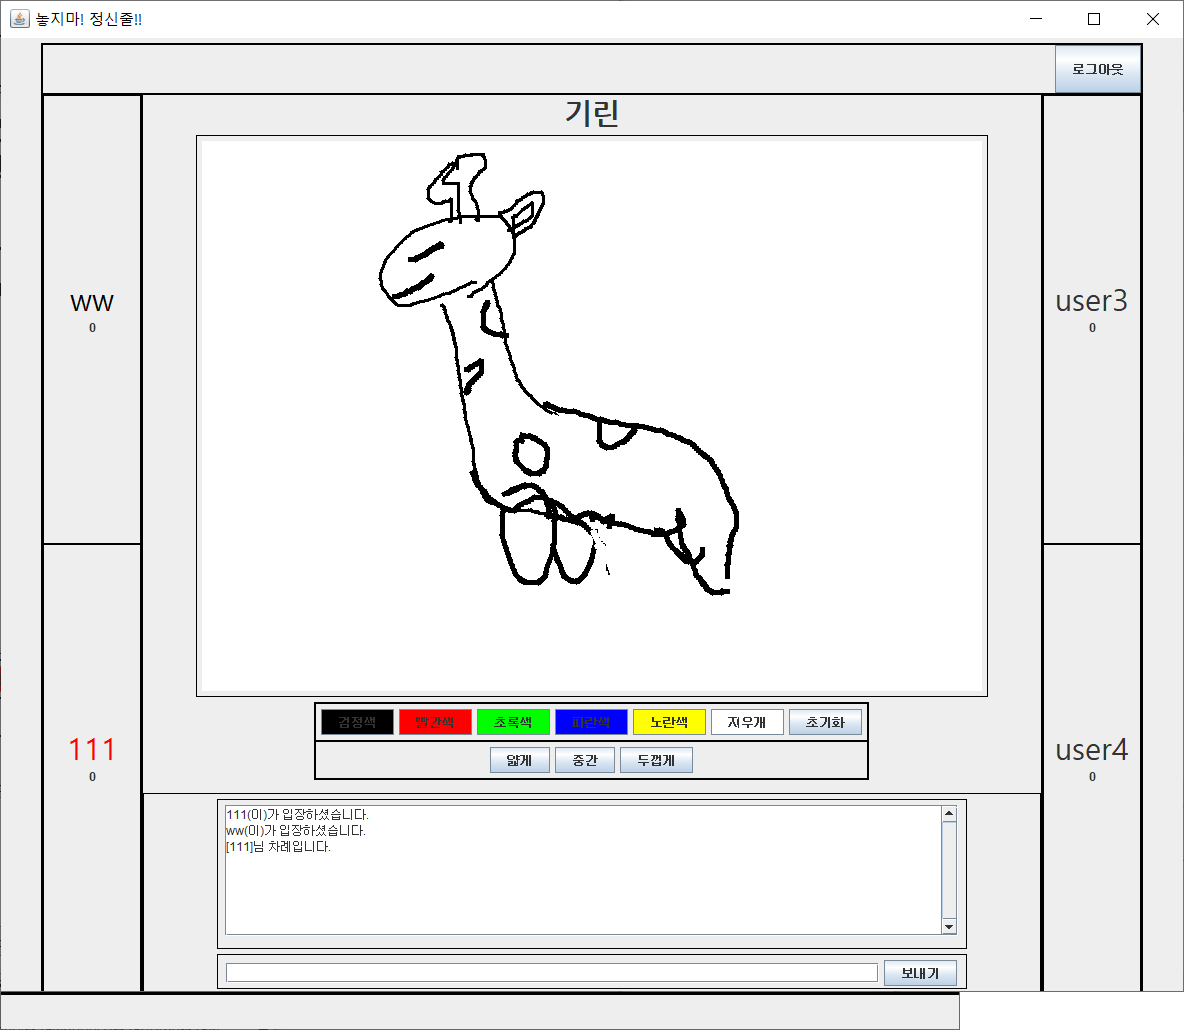 놓지마! 정신줄!!
로그아웃
기린
ww
0
user3
0
111
0
user4
0
검정색 빨간색 초록색 파란색 노란색 지우개 초기화
얇게 중간 두껍게
111(이)가 입장하셨습니다.
ww(이)가 입장하셨습니다.
[111]님 차례입니다.
보내기